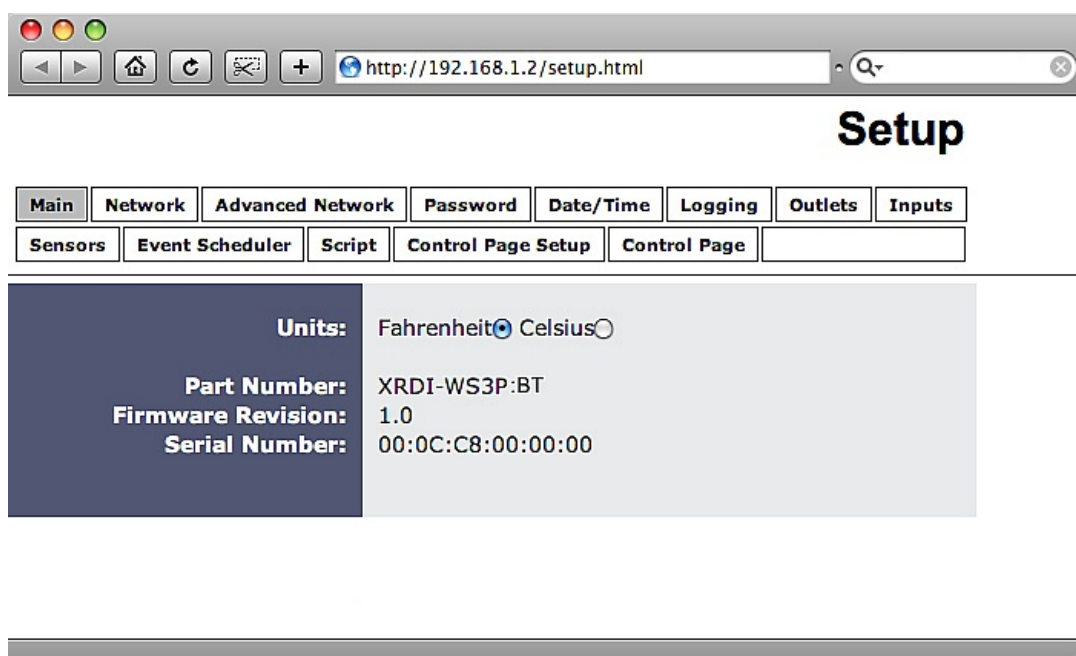 http://192.168.1.2/setup.html
Setup
Main Network Advanced Network Password Date/Time Logging Outlets Inputs
Sensors Event Scheduler Script Control Page Setup Control Page
Units: Fahrenheit Celsius
Part Number: XRDI-WS3P:BT
Firmware Revision: 1.0
Serial Number: 00:0C:C8:00:00:00